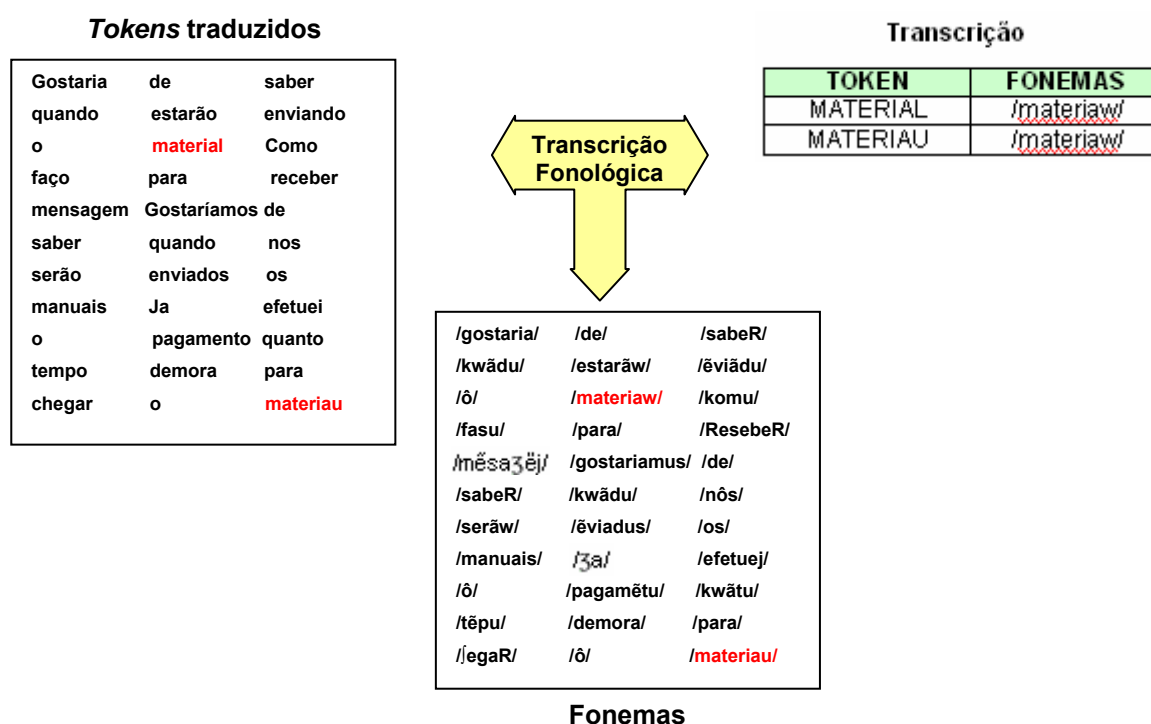 Tokens traduzidos
Gostaria de saber
quando estarão enviando
o material Como
faço para receber
mensagem Gostaríamos de
saber quando nos
serão enviados os
manuais Ja efetuei
o pagamento quanto
tempo demora para
chegar o materiau
Transcrição
Fonológica
Transcrição
TOKEN FONEMAS
MATERIAL /materiaw/
MATERIAU /materiaw/
/gostaria/ /de/ /sabeR/
/kwãdu/ /estarãw/ /ẽviãdu/
/ô/ /materiaw/ /komu/
/fasu/ /para/ /ResebeR/
/mẽsaʒëj/ /gostariamus/ /de/
/sabeR/ /kwãdu/ /nôs/
/serãw/ /ẽviadus/ /os/
/manuais/ /ʒa/ /efetuej/
/ô/ /pagamẽtu/ /kwãtu/
/tẽpu/ /demora/ /para/
/ʃegaR/ /ô/ /materiau/
Fonemas